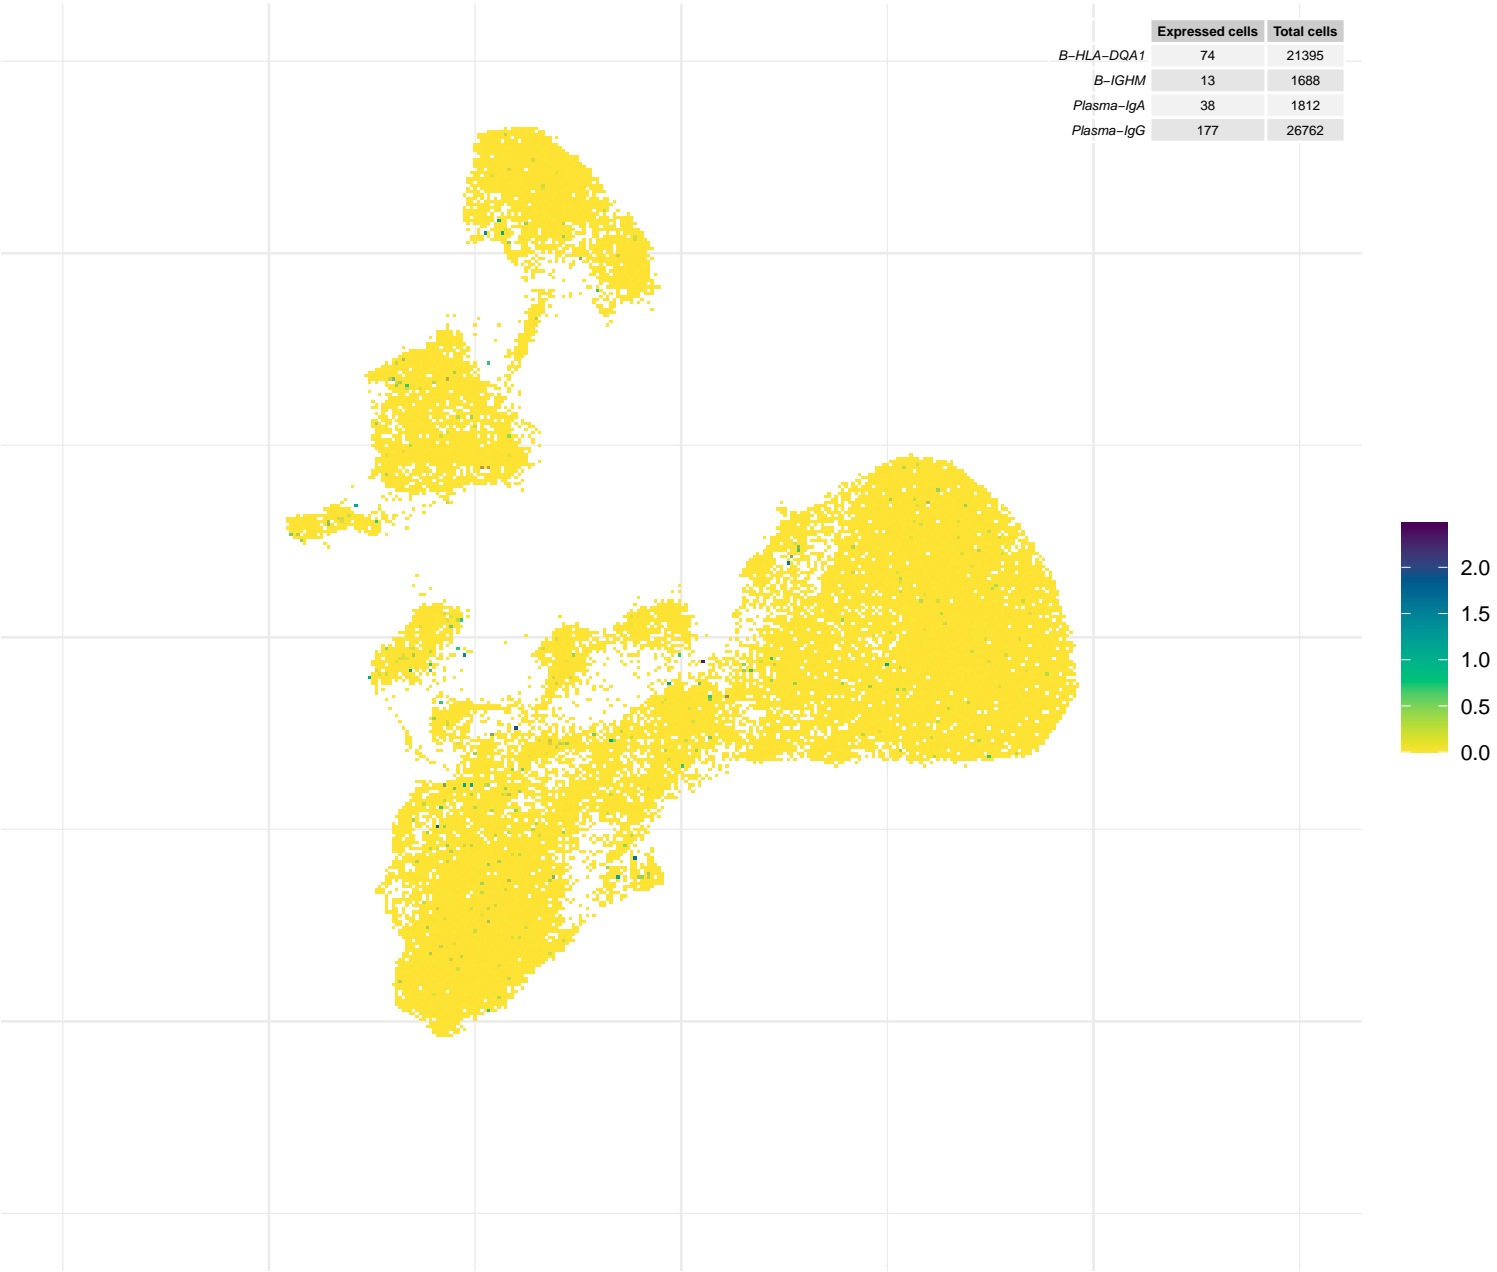 Expressed cells Total cells
B−HLA−DQA1 74 21395
B−IGHM 13 1688
Plasma−IgA 38 1812
Plasma−IgG 177 26762
2.0
1.5
1.0
0.5
0.0